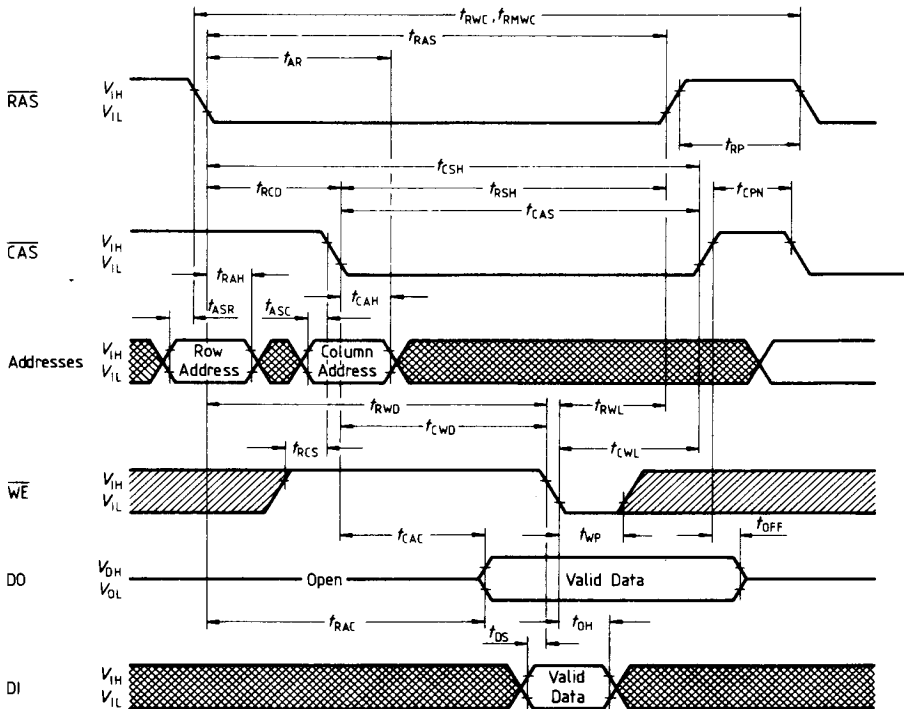 tRWC, tRMWC
tRAS
tAR
RAS
VIH
VIL
tRP
tCSH
tRCD
tRSH
tCPN
tCAS
CAS
VIH
VIL
tRAH
tASR
tASC
tCAH
Addresses
VIH
VIL
Row
Address
Column
Address
tRWD
tRWL
tCWD
tCWL
tRCS
WE
VIH
VIL
tCAC
tWP
tOFF
DO
VOH
VOL
Open
Valid Data
tRAC
tDS
tDH
DI
VIH
VIL
Valid
Data